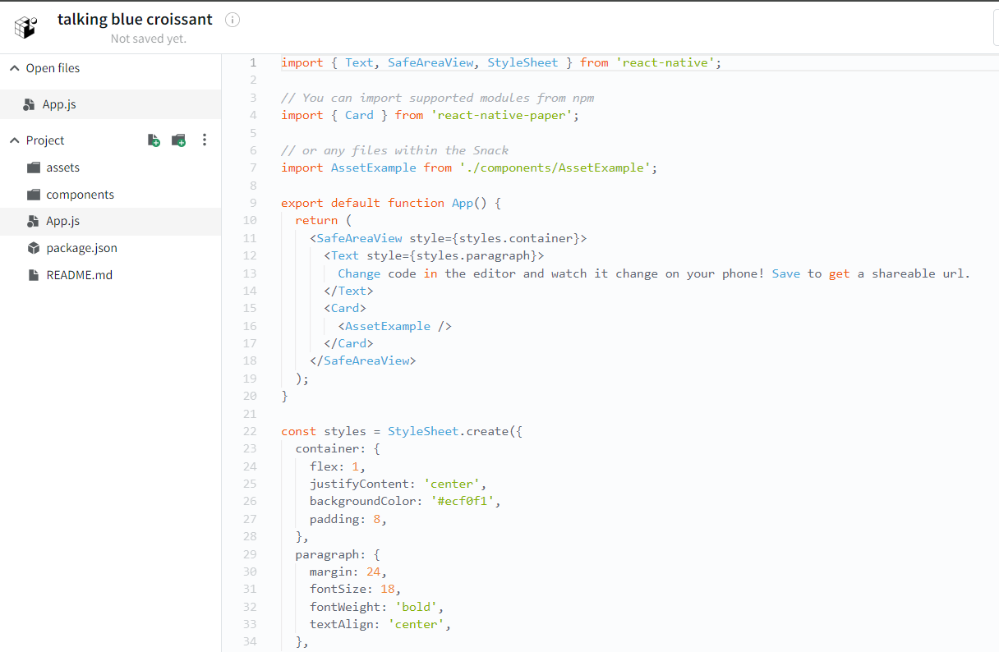 talking blue croissant
Not saved yet.
Open files
App.js
Project
assets
components
App.js
package.json
README.md
1 import { Text, SafeAreaView, StyleSheet } from 'react-native';
2
3 // You can import supported modules from npm
4 import { Card } from 'react-native-paper';
5
6 // or any files within the Snack
7 import AssetExample from './components/AssetExample';
8
9 export default function App() {
10   return (
11     <SafeAreaView style={styles.container}>
12       <Text style={styles.paragraph}>
13         Change code in the editor and watch it change on your phone! Save to get a shareable url.
14       </Text>
15       <Card>
16         <AssetExample />
17       </Card>
18     </SafeAreaView>
19   );
20 }
21
22 const styles = StyleSheet.create({
23   container: {
24     flex: 1,
25     justifyContent: 'center',
26     backgroundColor: '#ecf0f1',
27     padding: 8,
28   },
29   paragraph: {
30     margin: 24,
31     fontSize: 18,
32     fontWeight: 'bold',
33     textAlign: 'center',
34   },